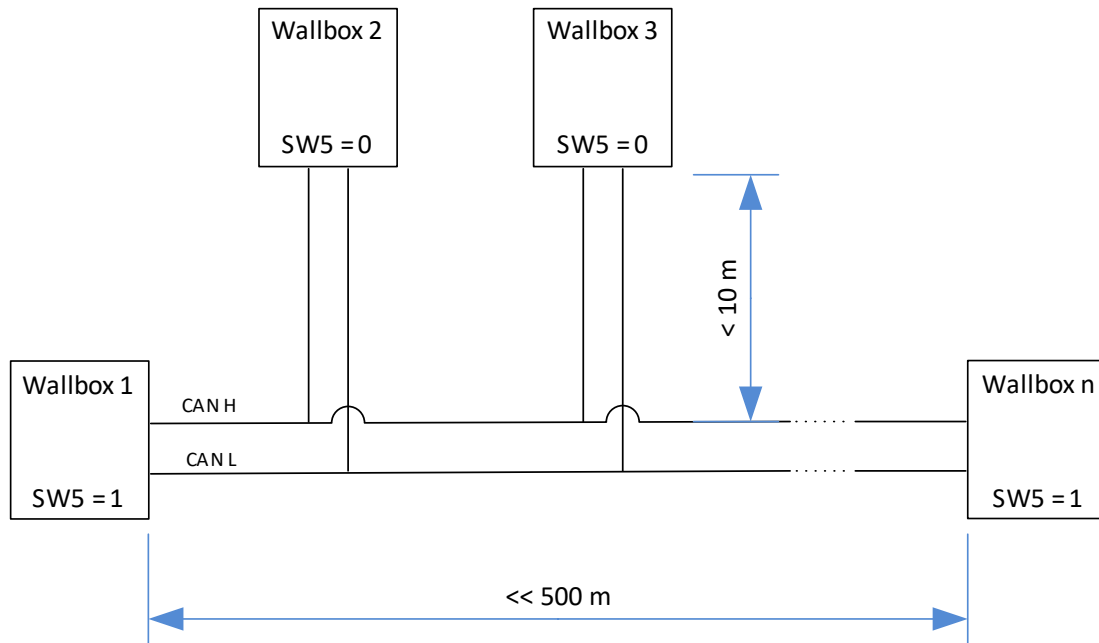 Wallbox 2
SW5 = 0
Wallbox 3
SW5 = 0
< 10 m
Wallbox 1
SW5 = 1
CAN H
CAN L
Wallbox n
SW5 = 1
<< 500 m